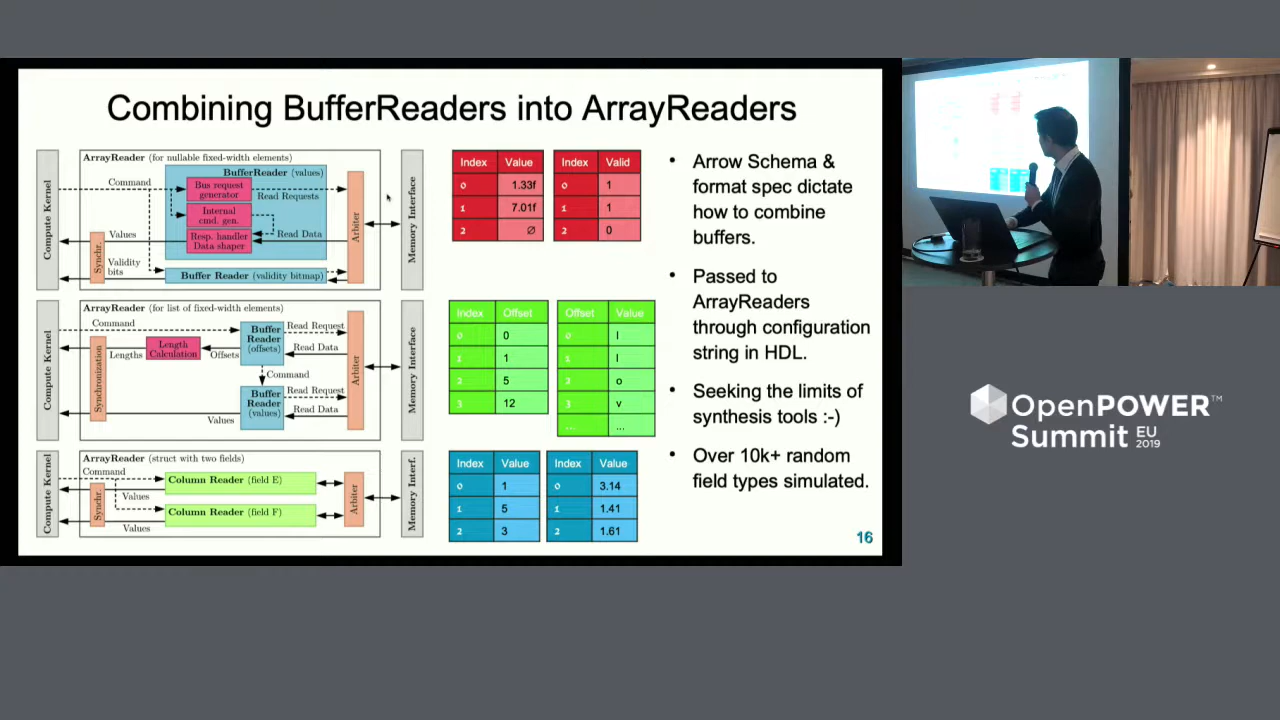 Combining BufferReaders into ArrayReaders
Compute Kernel
ArrayReader (for nullable fixed-width elements)
BufferReader (values)
Command
Bus request
generator
Read Requests
Internal
cmd. gen.
Values
Resp. handler
Data shaper
Read Data
Synchr.
Validity
bits
Buffer Reader (validity bitmap)
Arbiter
Memory Interface
Index Value
0 1.33f
1 7.01f
2 ∅
Index Valid
0 1
1 1
2 0
Compute Kernel
ArrayReader (for list of fixed-width elements)
Command
Buffer
Reader
(offsets)
Read Request
Read Data
Length
Calculation
Lengths
Offsets
Command
Synchronization
Buffer
Reader
(values)
Read Request
Read Data
Values
Arbiter
Memory Interface
Index Offset
0 0
1 1
2 5
3 12
Offset Value
0 l
1 l
2 o
3 v
... ...
Compute Kernel
ArrayReader (struct with two fields)
Command
Column Reader (field E)
Values
Synchr.
Column Reader (field F)
Values
Arbiter
Memory Interf.
Index Value
0 1
1 5
2 3
Index Value
0 3.14
1 1.41
2 1.61
• Arrow Schema &
format spec dictate
how to combine
buffers.
• Passed to
ArrayReaders
through configuration
string in HDL.
• Seeking the limits of
synthesis tools :-)
• Over 10k+ random
field types simulated.
16
OpenPOWER™
Summit EU
2019